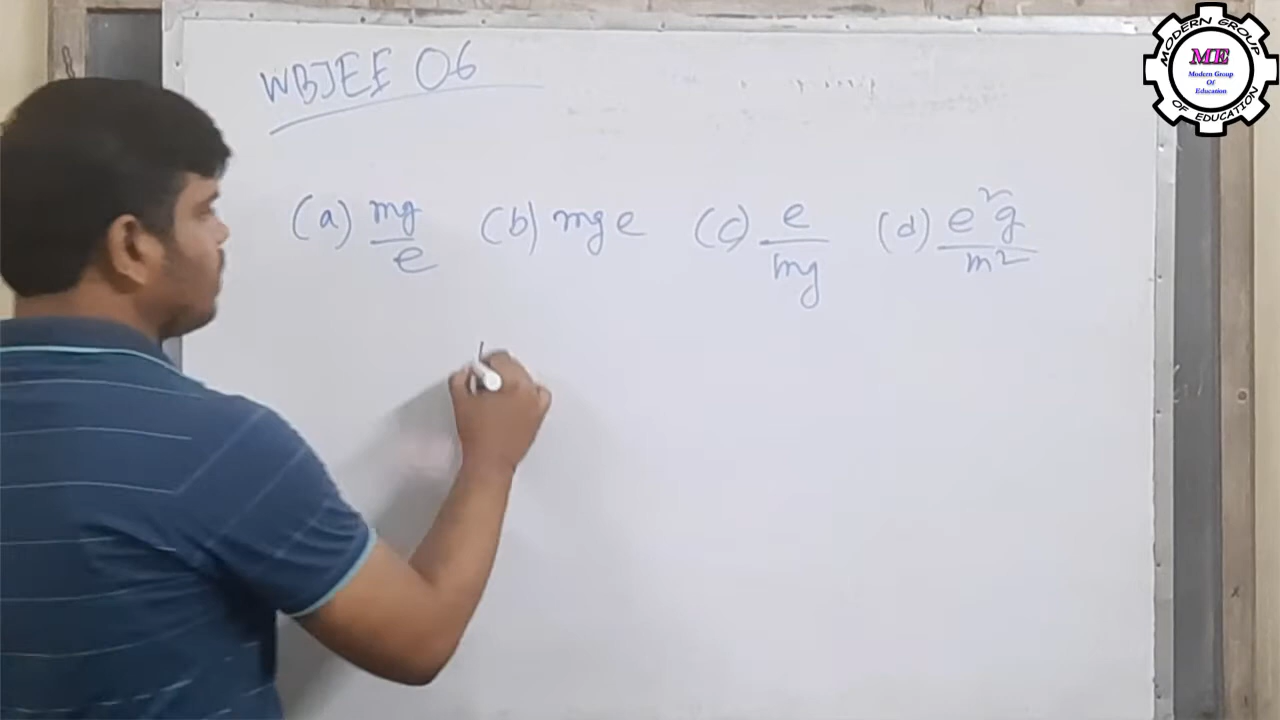 WBJEE 06
(a) mg/e (b) mge (c) e/mg (d) e²g/m²
MODERN GROUP
ME
Modern Group
Of
Education
OF EDUCATION